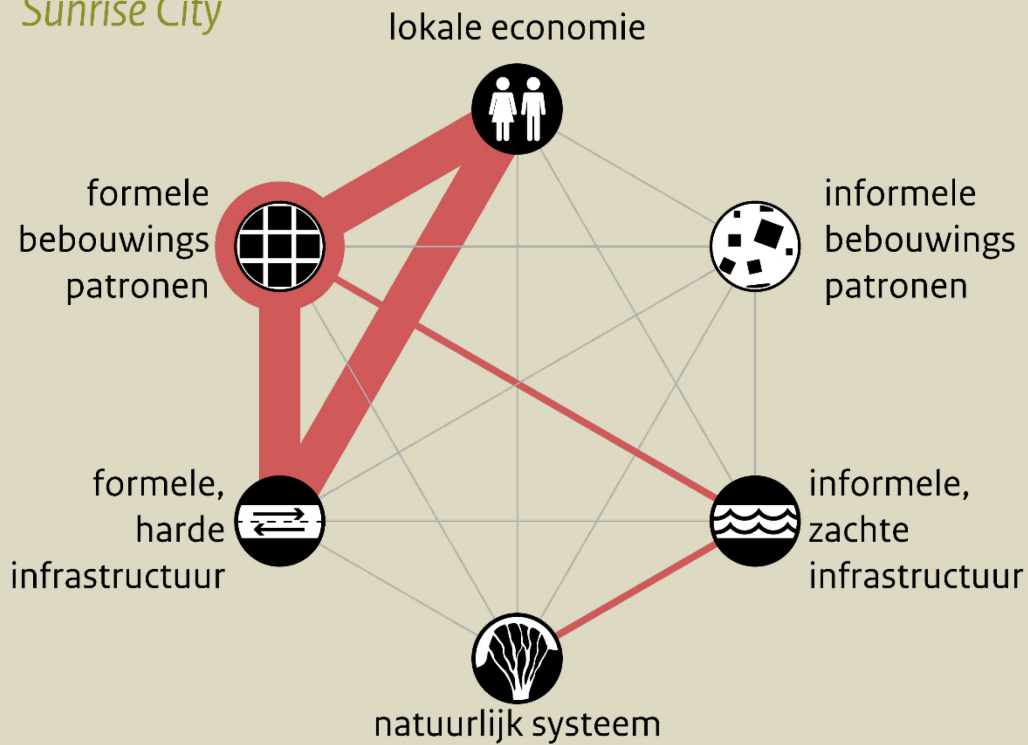 Sunrise City
lokale economie
formele
bebouwings
patronen
informele
bebouwings
patronen
formele,
harde
infrastructuur
informele,
zachte
infrastructuur
natuurlijk systeem